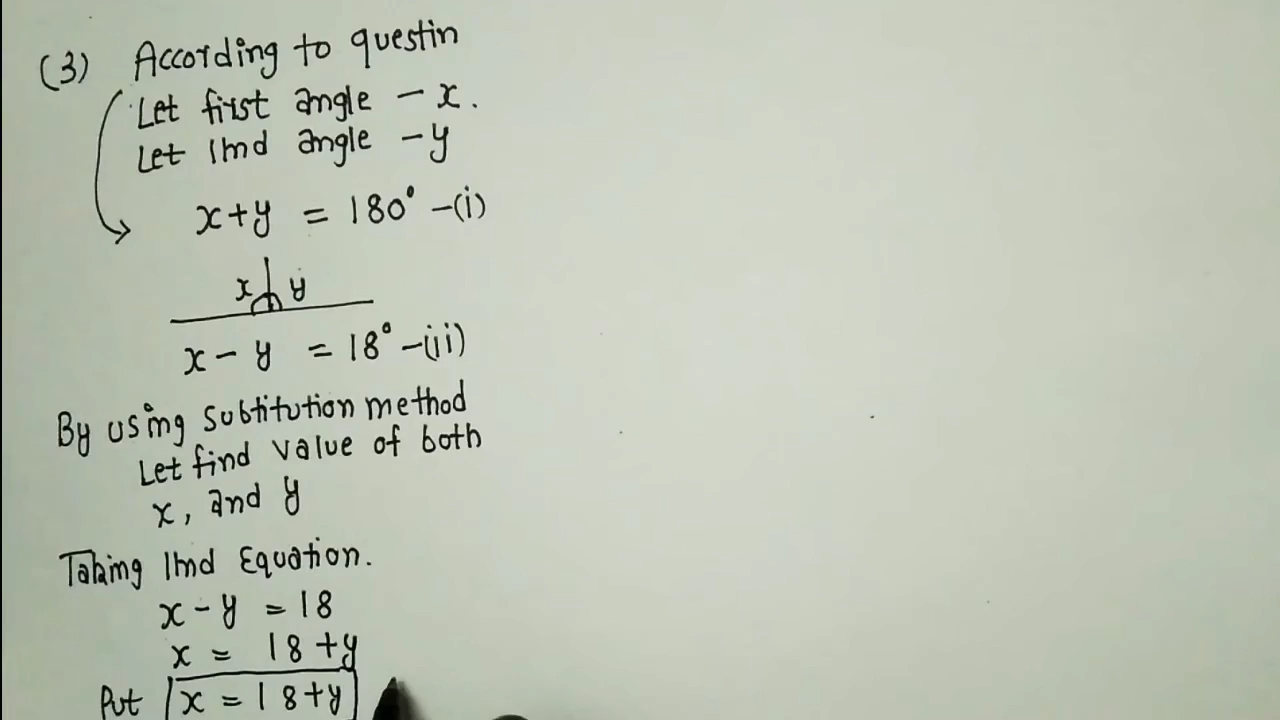 (3) According to questin
Let first angle - x.
Let IInd angle - y
x+y = 180° -(i)
x y
x - y = 18° -(ii)
By using subtitution method
Let find value of both
x, and y
Taking IInd Equation.
x - y = 18
x = 18 + y
Put x = 18 + y